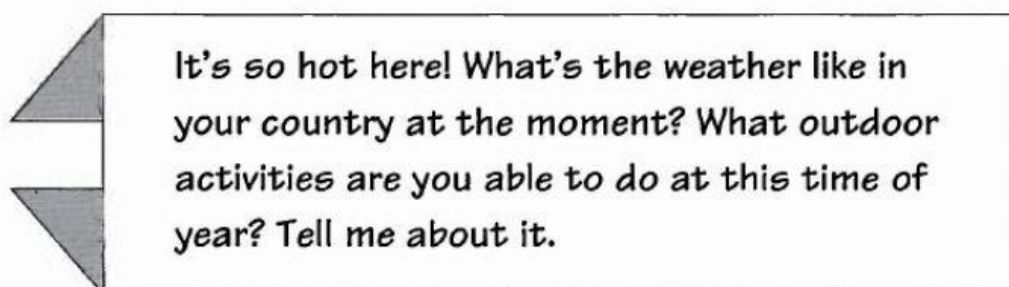 It's so hot here! What's the weather like in
your country at the moment? What outdoor
activities are you able to do at this time of
year? Tell me about it.